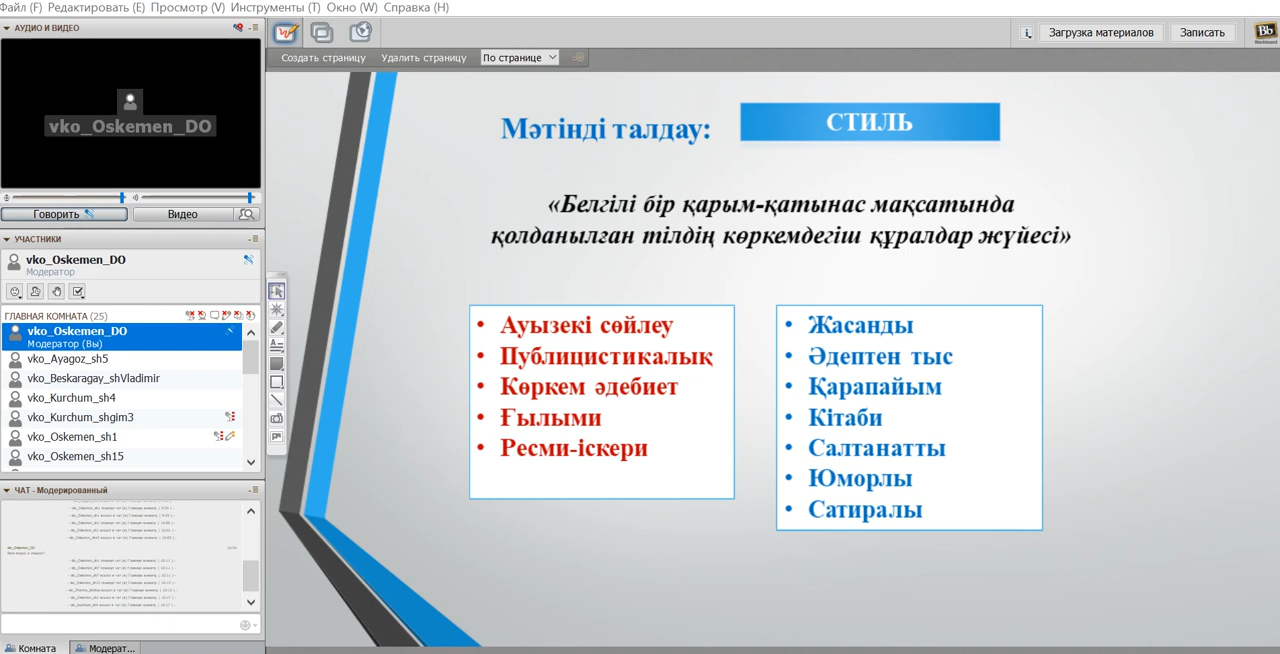 Файл (F) Редактировать (E) Просмотр (V) Инструменты (T) Окно (W) Справка (H)
АУДИО И ВИДЕО
vko_Oskemen_DO
Говорить
Видео
УЧАСТНИКИ
vko_Oskemen_DO
Модератор
ГЛАВНАЯ КОМНАТА (25)
vko_Oskemen_DO
Модератор (Вы)
vko_Ayagoz_sh5
vko_Beskaragay_shVladimir
vko_Kurchum_sh4
vko_Kurchum_shgim3
vko_Oskemen_sh1
vko_Oskemen_sh15
ЧАТ - Модерированный
Комната
Модерат...
Загрузка материалов
Записать
Bb
Создать страницу Удалить страницу По странице
Мәтінді талдау:
СТИЛЬ
«Белгілі бір қарым-қатынас мақсатында
қолданылған тілдің көркемдегіш құралдар жүйесі»
• Ауызекі сөйлеу
• Публицистикалық
• Көркем әдебиет
• Ғылыми
• Ресми-іскери
• Жасанды
• Әдептен тыс
• Қарапайым
• Кітаби
• Салтанатты
• Юморлы
• Сатиралы